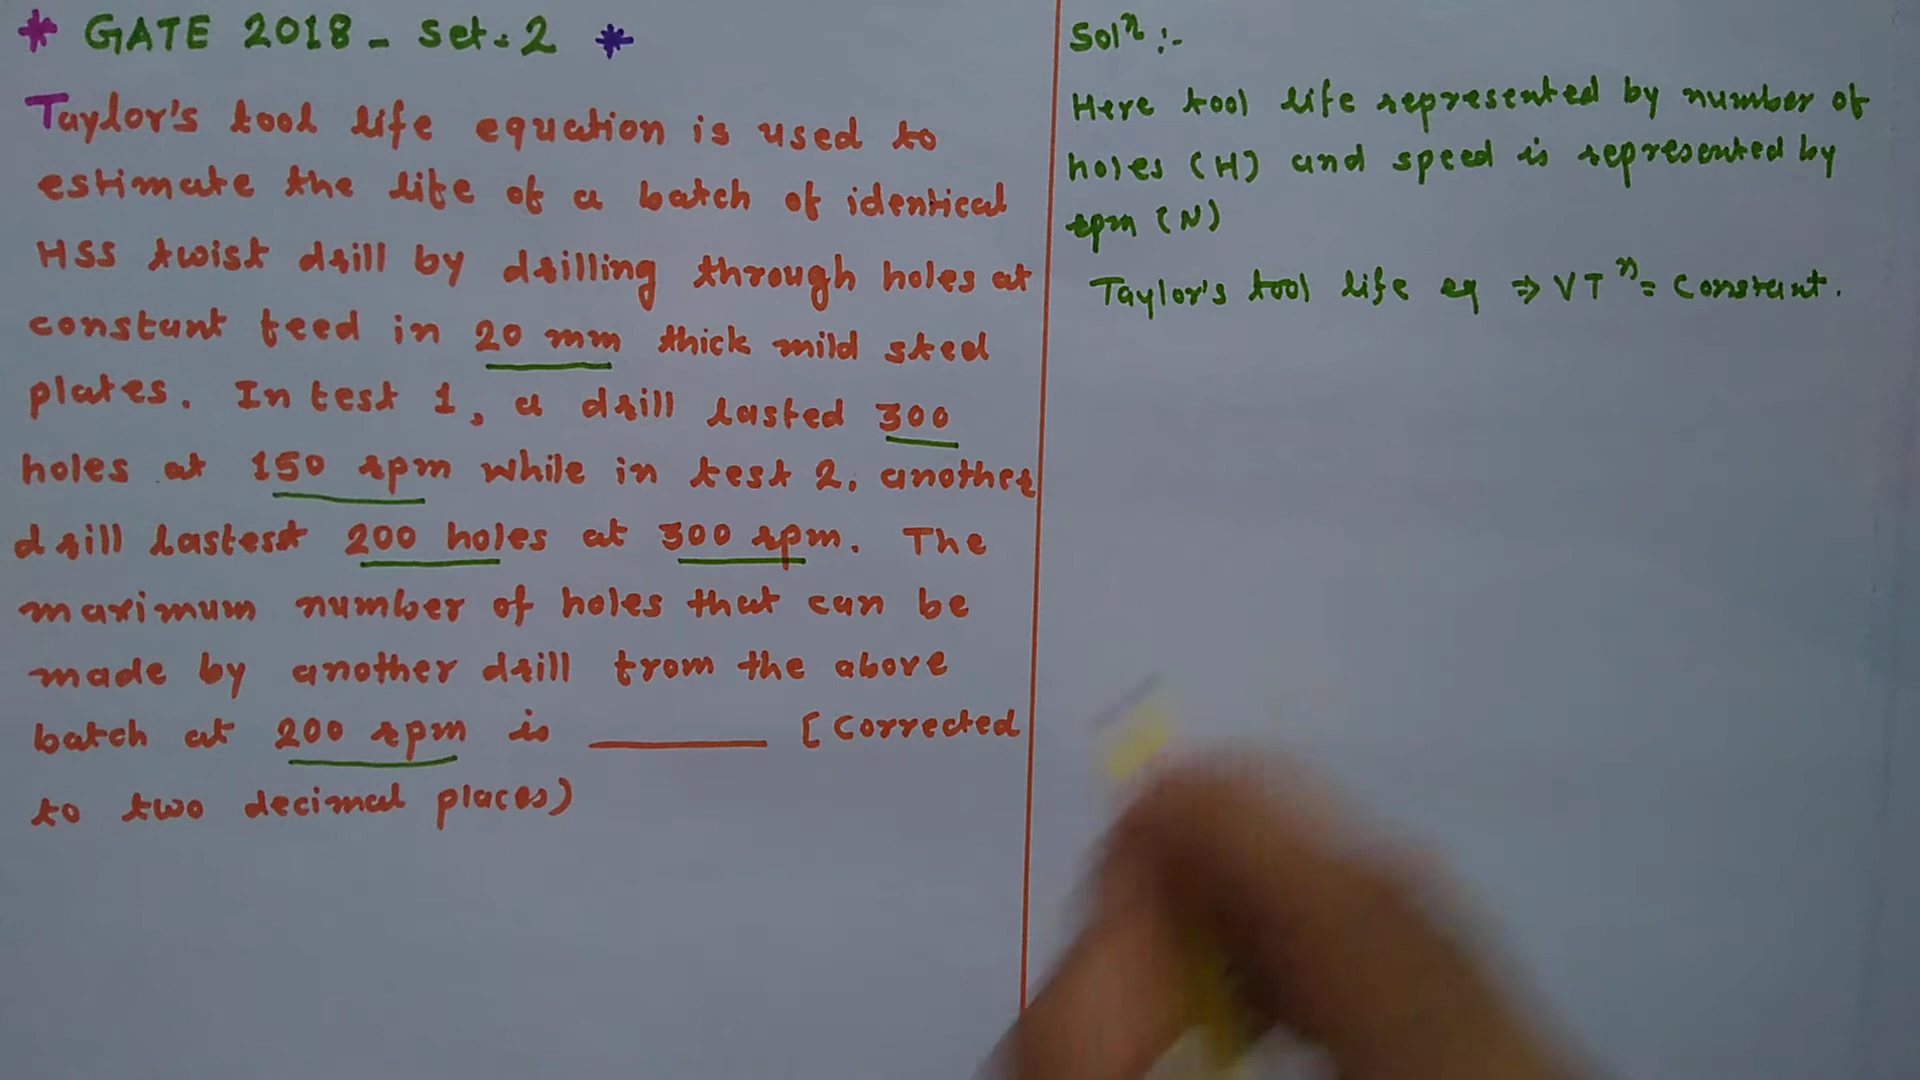 * GATE 2018 - Set-2 *
Taylor's tool life equation is used to
estimate the life of a batch of identical
HSS twist drill by drilling through holes at
constant feed in 20 mm thick mild steel
plates. In test 1, a drill lasted 300
holes at 150 rpm while in test 2, another
drill lastest 200 holes at 300 rpm. The
maximum number of holes that can be
made by another drill from the above
batch at 200 rpm is ______ [Corrected
to two decimal places)
Solⁿ :-
Here tool life represented by number of
holes (H) and speed is represented by
rpm (N)
Taylor's tool life eq ⇒ VTⁿ = Constant.